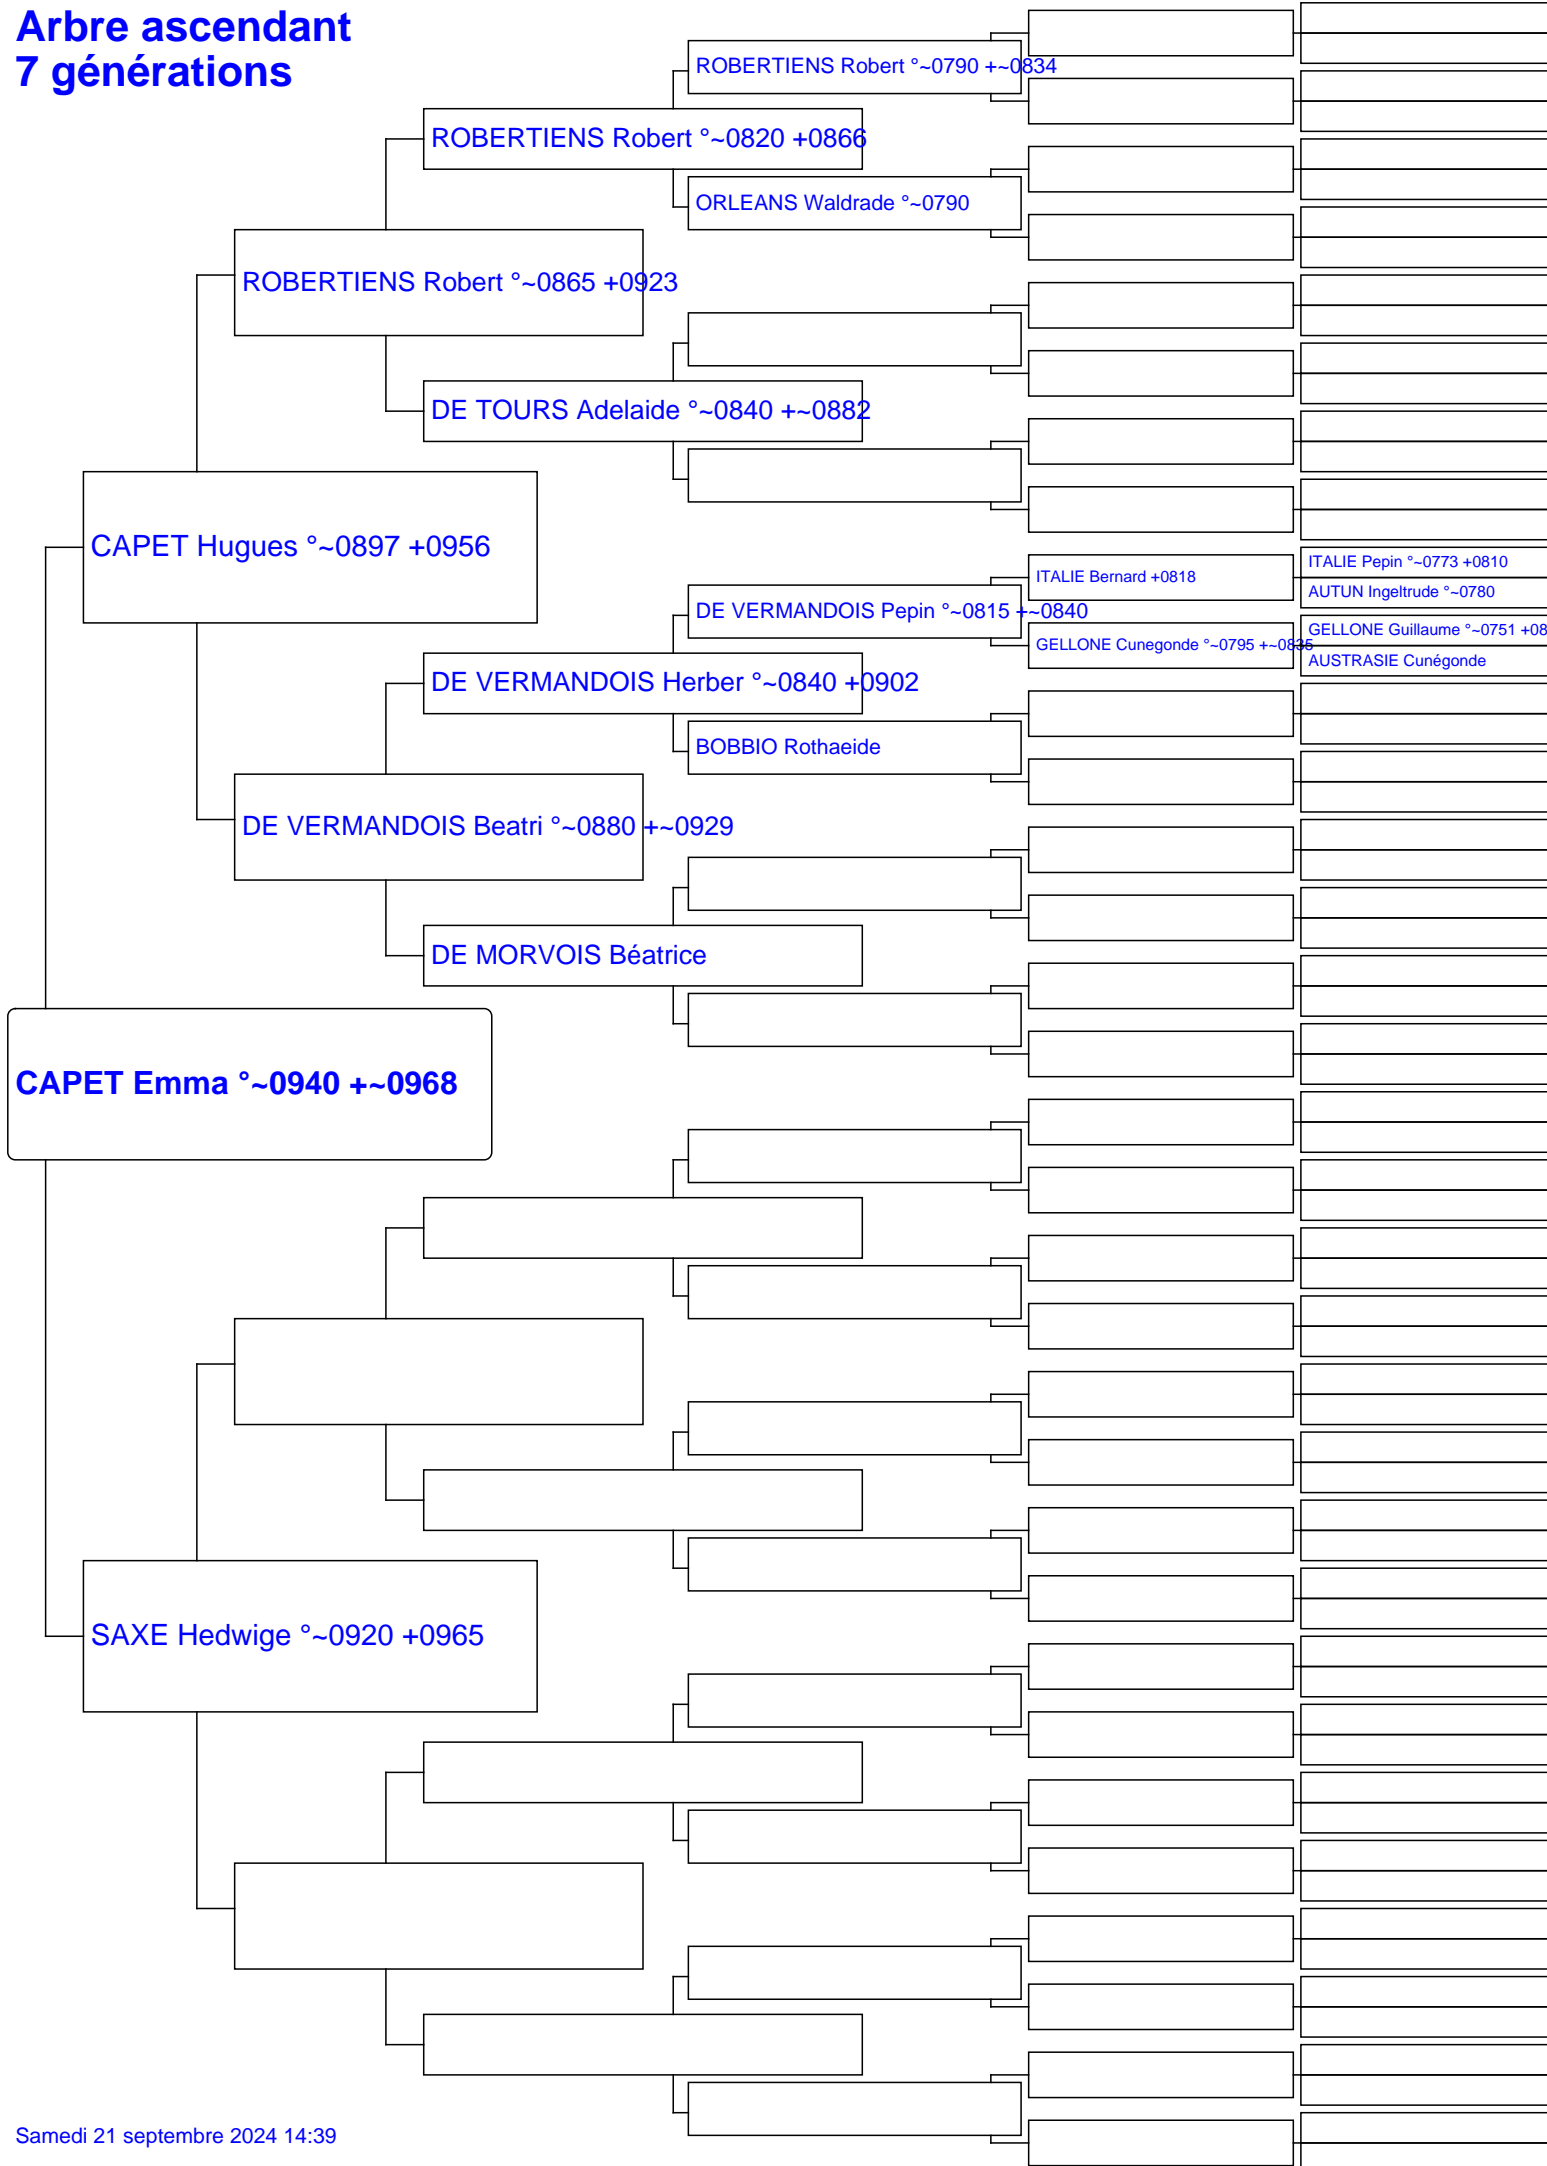 Arbre ascendant
7 générations
ROBERTIENS Robert °~0790 +~0834
ROBERTIENS Robert °~0820 +0866
ORLEANS Waldrade °~0790
ROBERTIENS Robert °~0865 +0923
DE TOURS Adelaide °~0840 +~0882
CAPET Hugues °~0897 +0956
ITALIE Pepin °~0773 +0810
ITALIE Bernard +0818
AUTUN Ingeltrude °~0780
DE VERMANDOIS Pepin °~0815 +~0840
GELLONE Guillaume °~0751 +08
GELLONE Cunegonde °~0795 +~0835
AUSTRASIE Cunégonde
DE VERMANDOIS Herber °~0840 +0902
BOBBIO Rothaeide
DE VERMANDOIS Beatri °~0880 +~0929
DE MORVOIS Béatrice
CAPET Emma °~0940 +~0968
SAXE Hedwige °~0920 +0965
Samedi 21 septembre 2024 14:39